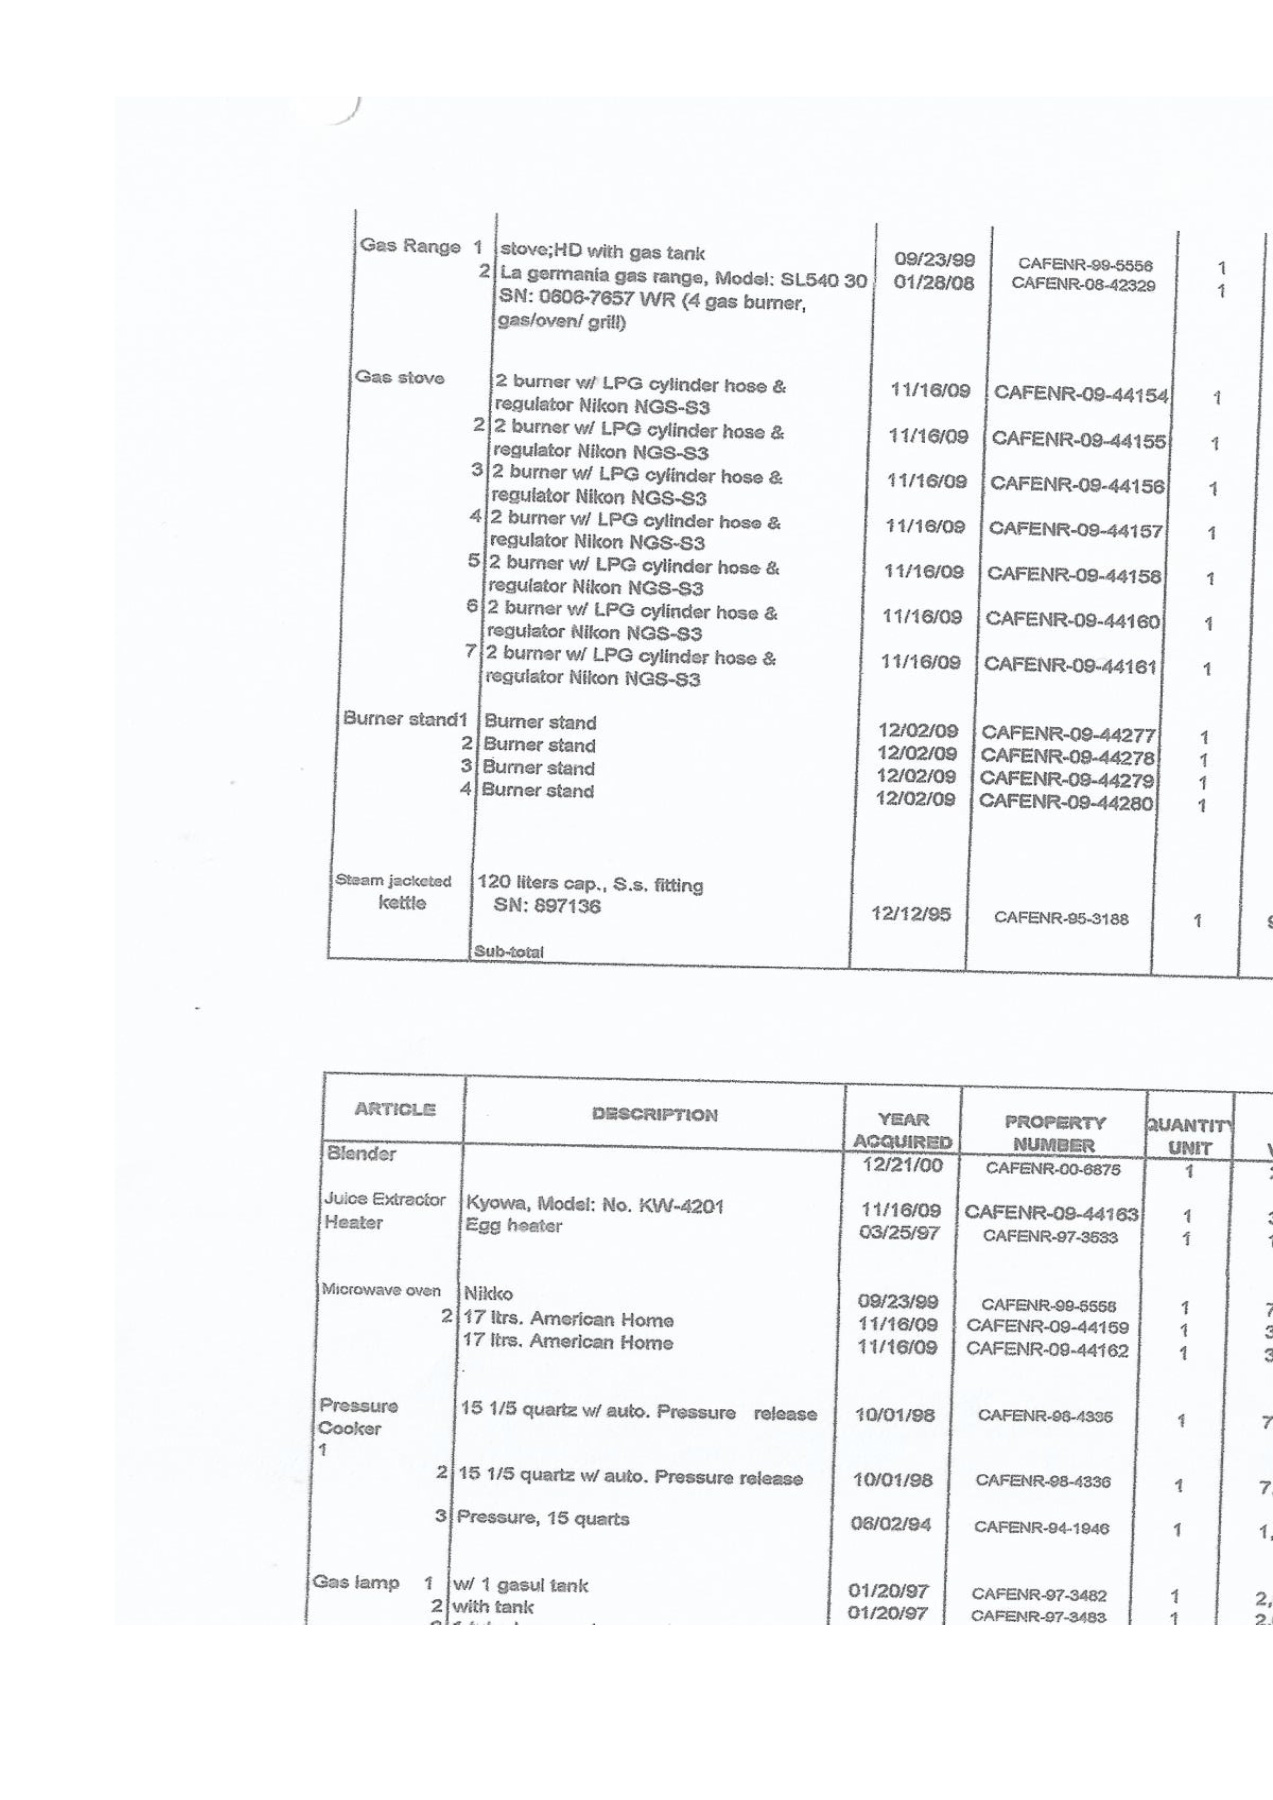 Gas Range 1 stove;HD with gas tank 09/23/99 CAFENR-99-5556 1
2 La germania gas range, Model: SL540 30 01/28/08 CAFENR-08-42329 1
SN: 0606-7657 WR (4 gas burner,
gas/oven/ grill)
Gas stove 2 burner w/ LPG cylinder hose & 11/16/09 CAFENR-09-44154 1
regulator Nikon NGS-S3
2 2 burner w/ LPG cylinder hose & 11/16/09 CAFENR-09-44155 1
regulator Nikon NGS-S3
3 2 burner w/ LPG cylinder hose & 11/16/09 CAFENR-09-44156 1
regulator Nikon NGS-S3
4 2 burner w/ LPG cylinder hose & 11/16/09 CAFENR-09-44157 1
regulator Nikon NGS-S3
5 2 burner w/ LPG cylinder hose & 11/16/09 CAFENR-09-44158 1
regulator Nikon NGS-S3
6 2 burner w/ LPG cylinder hose & 11/16/09 CAFENR-09-44160 1
regulator Nikon NGS-S3
7 2 burner w/ LPG cylinder hose & 11/16/09 CAFENR-09-44161 1
regulator Nikon NGS-S3
Burner stand1 Burner stand 12/02/09 CAFENR-09-44277 1
2 Burner stand 12/02/09 CAFENR-09-44278 1
3 Burner stand 12/02/09 CAFENR-09-44279 1
4 Burner stand 12/02/09 CAFENR-09-44280 1
Steam jacketed 120 liters cap., S.s. fitting
kettle SN: 897136 12/12/95 CAFENR-95-3188 1
Sub-total
ARTICLE DESCRIPTION YEAR PROPERTY QUANTITY
ACQUIRED NUMBER UNIT
Blender 12/21/00 CAFENR-00-6875 1
Juice Extractor Kyowa, Model: No. KW-4201 11/16/09 CAFENR-09-44163 1
Heater Egg heater 03/25/97 CAFENR-97-3533 1
Microwave oven Nikko 09/23/99 CAFENR-99-5558 1 7
2 17 ltrs. American Home 11/16/09 CAFENR-09-44159 1 3
17 ltrs. American Home 11/16/09 CAFENR-09-44162 1 3
Pressure 15 1/5 quartz w/ auto. Pressure release 10/01/98 CAFENR-98-4335 1 7
Cooker
1
2 15 1/5 quartz w/ auto. Pressure release 10/01/98 CAFENR-98-4336 1 7,
3 Pressure, 15 quarts 06/02/94 CAFENR-94-1946 1 1,
Gas lamp 1 w/ 1 gasul tank 01/20/97 CAFENR-97-3482 1 2,
2 with tank 01/20/97 CAFENR-97-3483 1 2,